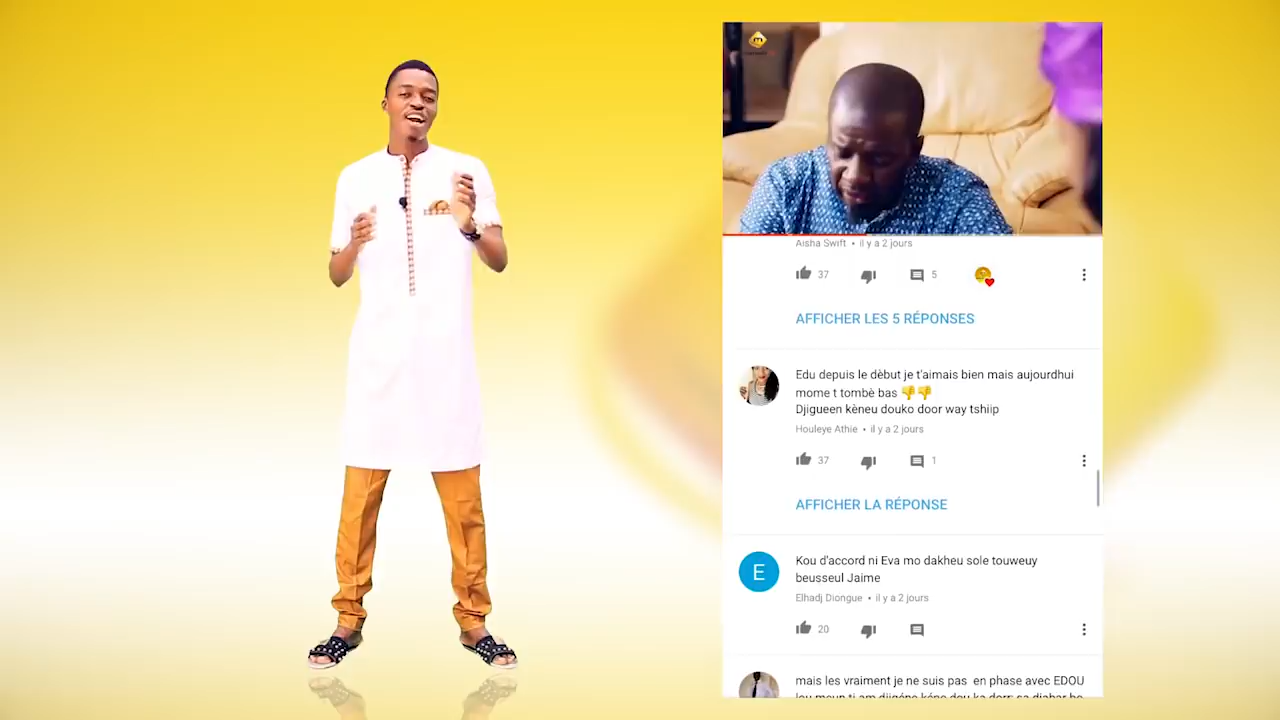 Aisha Swift • il y a 2 jours
37 5
AFFICHER LES 5 RÉPONSES
Edu depuis le dèbut je t'aimais bien mais aujourdhui
mome t tombè bas 👎👎
Djigueen kèneu douko door way tshiip
Houleye Athie • il y a 2 jours
37 1
AFFICHER LA RÉPONSE
E
Kou d'accord ni Eva mo dakheu sole touweuy
beusseul Jaime
Elhadj Diongue • il y a 2 jours
20
mais les vraiment je ne suis pas en phase avec EDOU